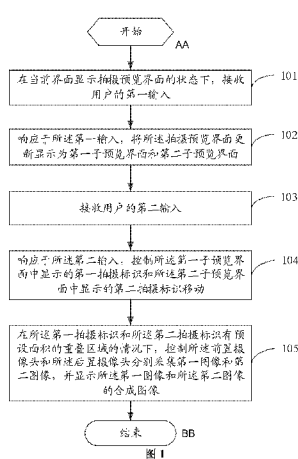 开始
AA
在当前界面显示拍摄预览界面的状态下，接收
用户的第一输入
101
响应于所述第一输入，将所述拍摄预览界面更
新显示为第一子预览界面和第二子预览界面
102
接收用户的第二输入
103
响应于所述第二输入，控制所述第一子预览界
面中显示的第一拍摄标识和所述第二子预览界
面中显示的第二拍摄标识移动
104
在所述第一拍摄标识和所述第二拍摄标识有预
设面积的重叠区域的情况下，控制所述前置摄
像头和所述后置摄像头分别采集第一图像和第
二图像，并显示所述第一图像和所述第二图像
的合成图像
105
结束
BB
图 1